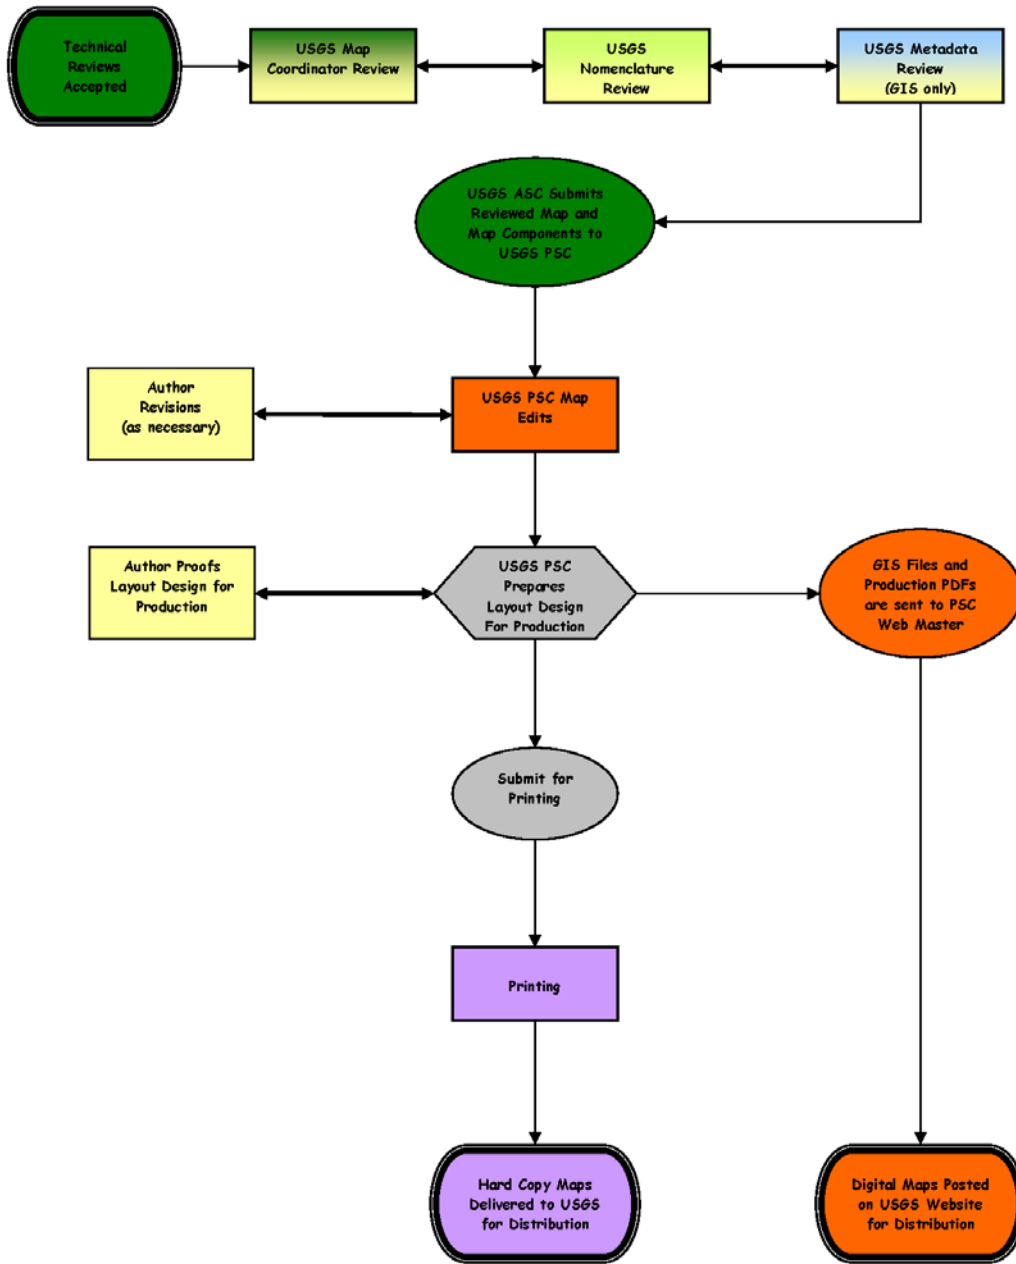 Technical
Reviews
Accepted
USGS Map
Coordinator Review
USGS
Nomenclature
Review
USGS Metadata
Review
(GIS only)
USGS ASC Submits
Reviewed Map and
Map Components to
USGS PSC
Author
Revisions
(as necessary)
USGS PSC Map
Edits
Author Proofs
Layout Design for
Production
USGS PSC
Prepares
Layout Design
For Production
GIS Files and
Production PDFs
are sent to PSC
Web Master
Submit for
Printing
Printing
Hard Copy Maps
Delivered to USGS
for Distribution
Digital Maps Posted
on USGS Website
for Distribution